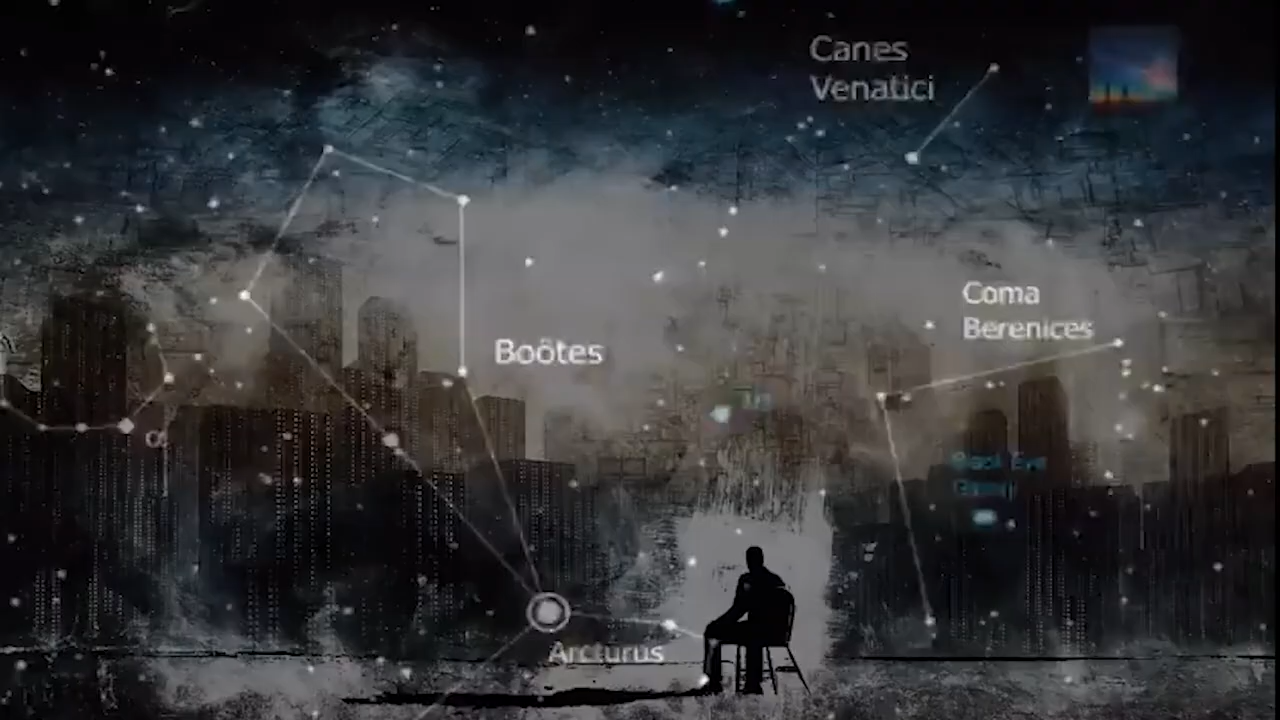 Canes
Venatici
Coma
Berenices
Boötes
α
Arcturus